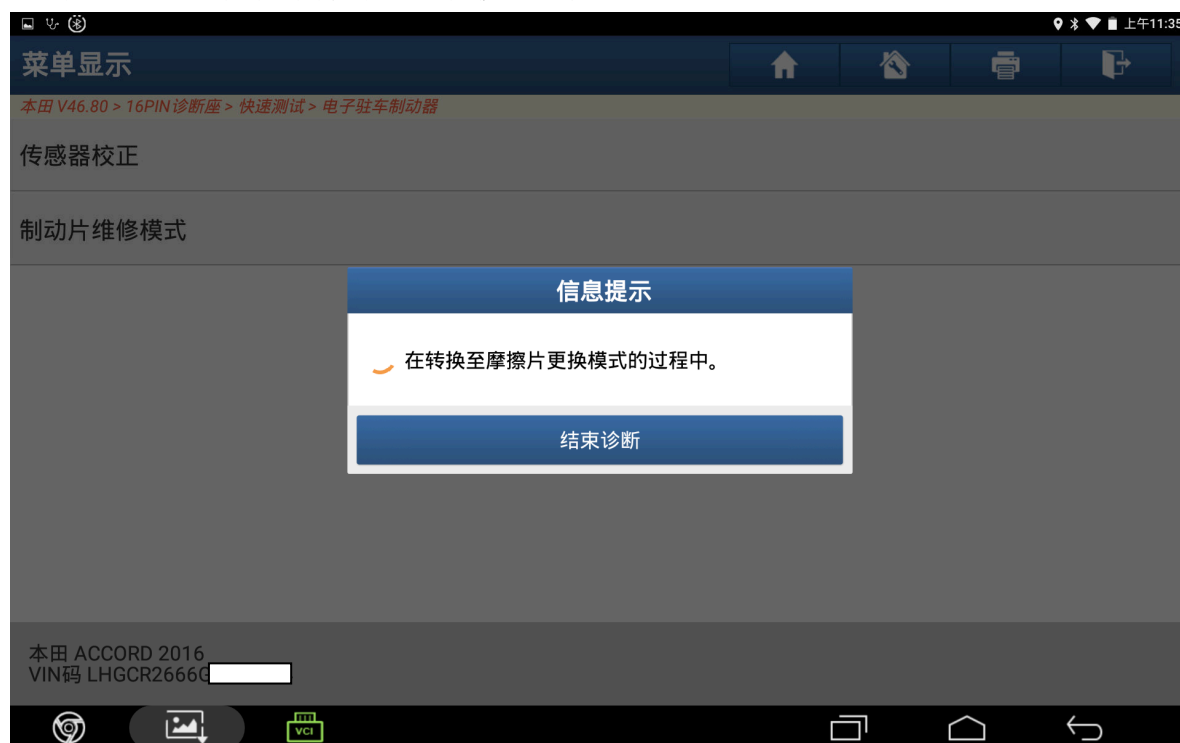 上午11:35
菜单显示
本田 V46.80 > 16PIN诊断座 > 快速测试 > 电子驻车制动器
传感器校正
制动片维修模式
信息提示
在转换至摩擦片更换模式的过程中。
结束诊断
本田 ACCORD 2016
VIN码 LHGCR2666G
VCI